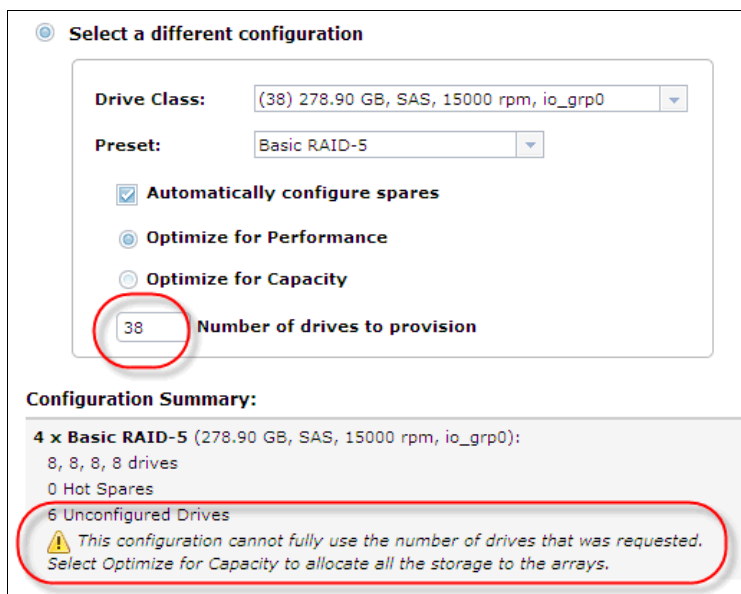 Select a different configuration
Drive Class: (38) 278.90 GB, SAS, 15000 rpm, io_grp0
Preset: Basic RAID-5
Automatically configure spares
Optimize for Performance
Optimize for Capacity
38 Number of drives to provision
Configuration Summary:
4 x Basic RAID-5 (278.90 GB, SAS, 15000 rpm, io_grp0):
8, 8, 8, 8 drives
0 Hot Spares
6 Unconfigured Drives
This configuration cannot fully use the number of drives that was requested.
Select Optimize for Capacity to allocate all the storage to the arrays.